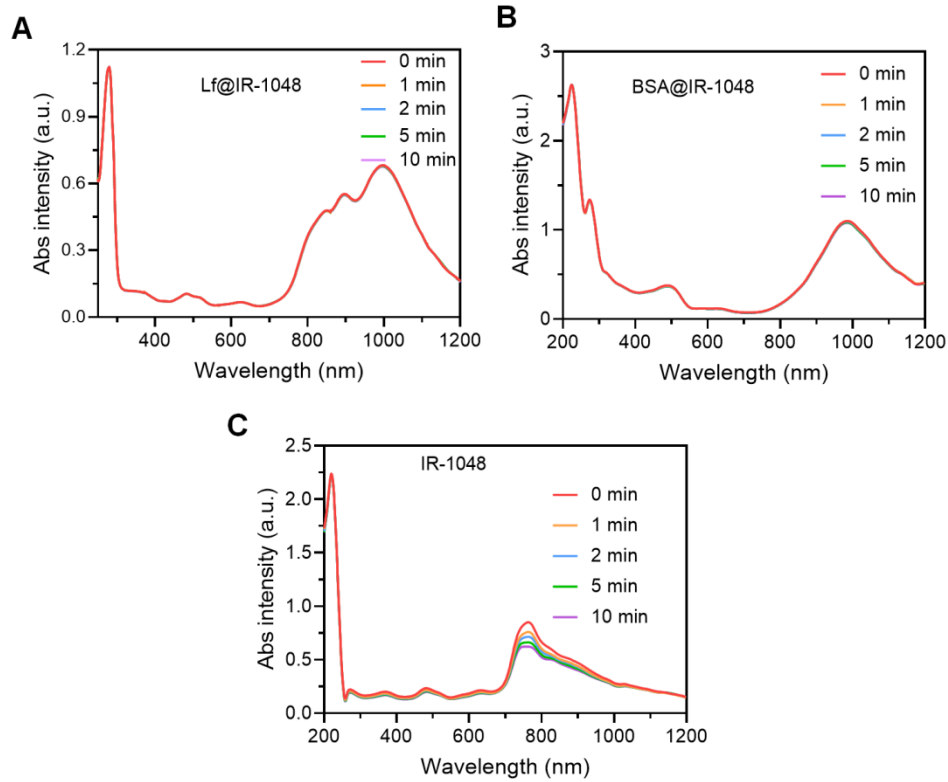 A
Lf@IR-1048
0 min
1 min
2 min
5 min
10 min
1.2
0.9
0.6
0.3
0.0
Abs intensity (a.u.)
400 600 800 1000 1200
Wavelength (nm)
B
BSA@IR-1048
0 min
1 min
2 min
5 min
10 min
3
2
1
0
Abs intensity (a.u.)
200 400 600 800 1000 1200
Wavelength (nm)
C
IR-1048
0 min
1 min
2 min
5 min
10 min
2.5
2.0
1.5
1.0
0.5
0.0
Abs intensity (a.u.)
200 400 600 800 1000 1200
Wavelength (nm)